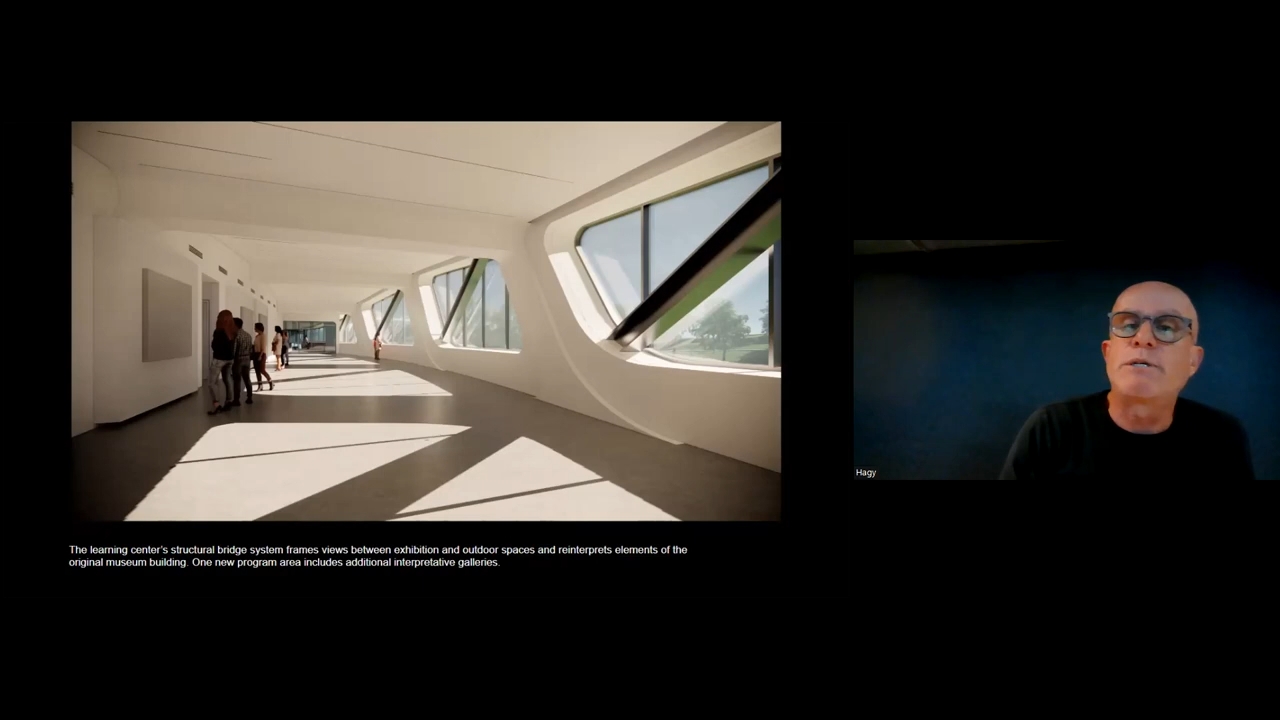 The learning center's structural bridge system frames views between exhibition and outdoor spaces and reinterprets elements of the
original museum building. One new program area includes additional interpretative galleries.
Hagy